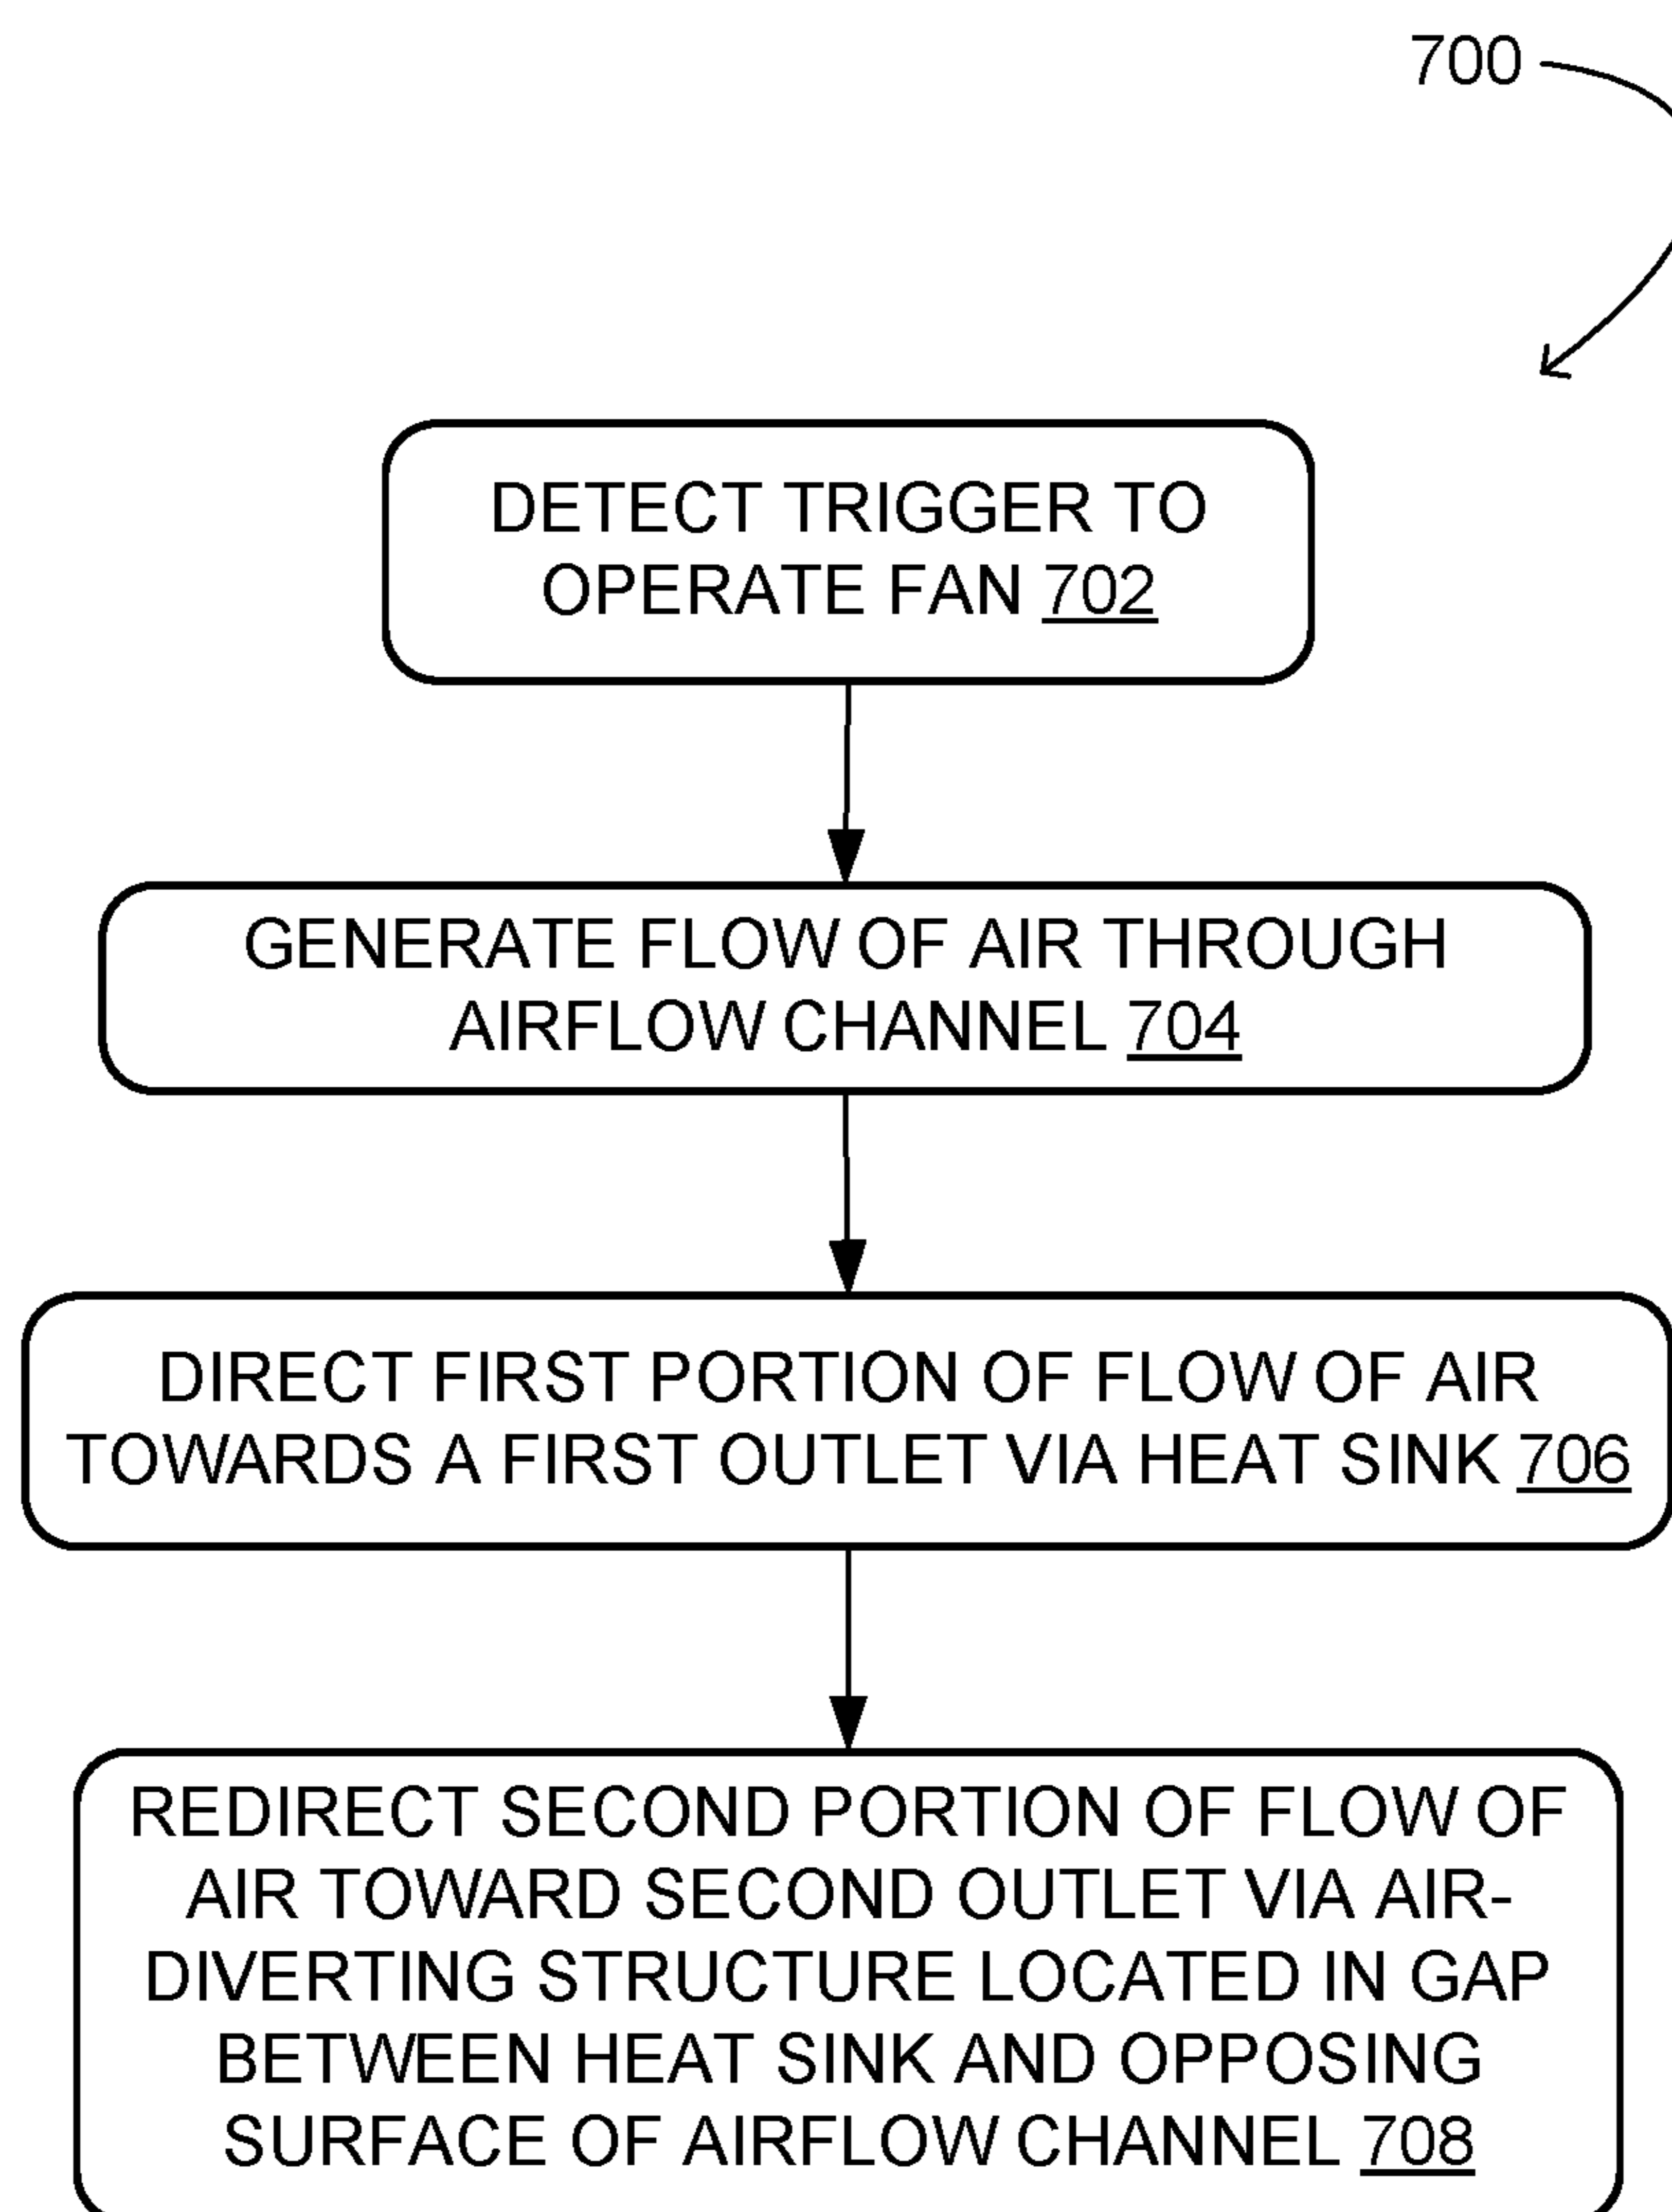 700
DETECT TRIGGER TO
OPERATE FAN 702
GENERATE FLOW OF AIR THROUGH
AIRFLOW CHANNEL 704
DIRECT FIRST PORTION OF FLOW OF AIR
TOWARDS A FIRST OUTLET VIA HEAT SINK 706
REDIRECT SECOND PORTION OF FLOW OF
AIR TOWARD SECOND OUTLET VIA AIR-
DIVERTING STRUCTURE LOCATED IN GAP
BETWEEN HEAT SINK AND OPPOSING
SURFACE OF AIRFLOW CHANNEL 708